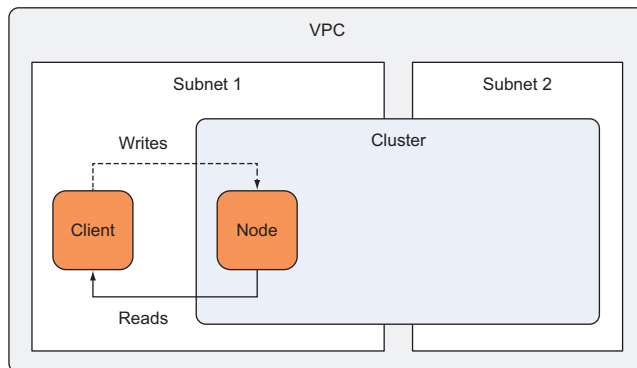 VPC
Subnet 1
Subnet 2
Cluster
Writes
Client
Node
Reads